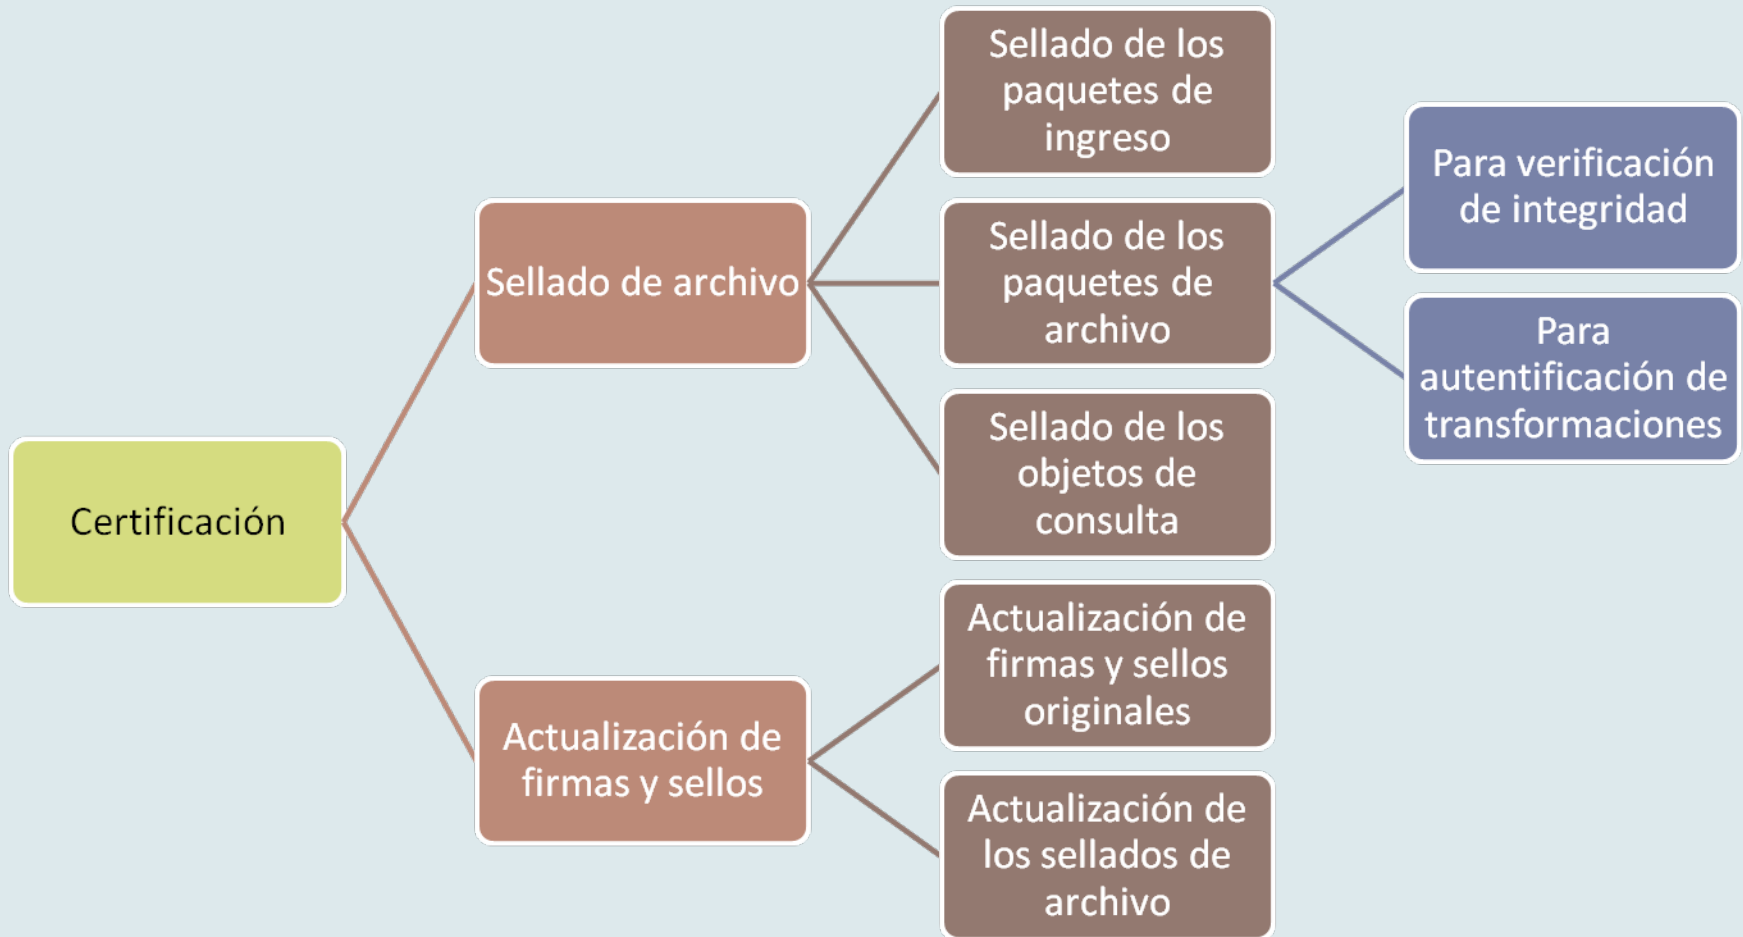 Certificación
Sellado de archivo
Sellado de los
paquetes de
ingreso
Sellado de los
paquetes de
archivo
Para verificación
de integridad
Para
autentificación de
transformaciones
Sellado de los
objetos de
consulta
Actualización de
firmas y sellos
Actualización de
firmas y sellos
originales
Actualización de
los sellados de
archivo